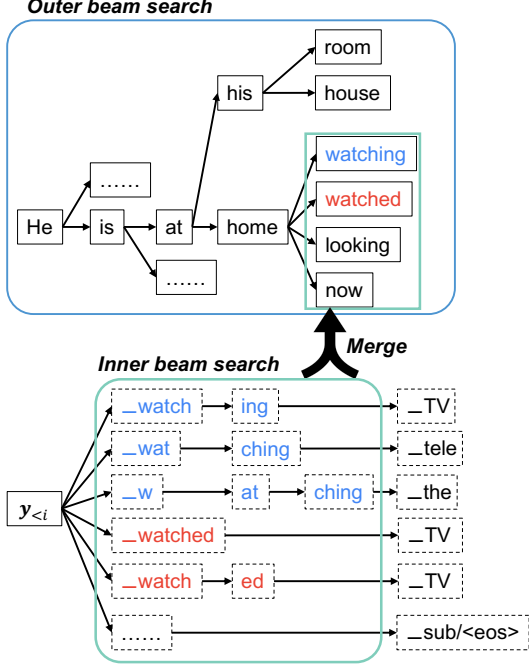 Outer beam search
room
his
house
watching
......
watched
He
is
at
home
looking
......
now
Merge
Inner beam search
_watch
ing
_TV
_wat
ching
_tele
_w
at
ching
_the
y<i
_watched
_TV
_watch
ed
_TV
......
_sub/<eos>